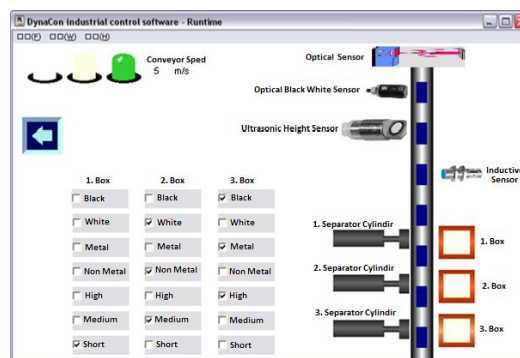 DynaCon industrial control software - Runtime
□□(F) □□(W) □□(H)
Conveyor Sped
5 m/s
Optical Sensor
Optical Black White Sensor
Ultrasonic Height Sensor
Inductive
Sensor
1. Box 2. Box 3. Box
Black Black Black
White White White
Metal Metal Metal
Non Metal Non Metal Non Metal
High High High
Medium Medium Medium
Short Short Short
1. Separator Cylindir
1. Box
2. Separator Cylindir
2. Box
3. Separator Cylindir
3. Box